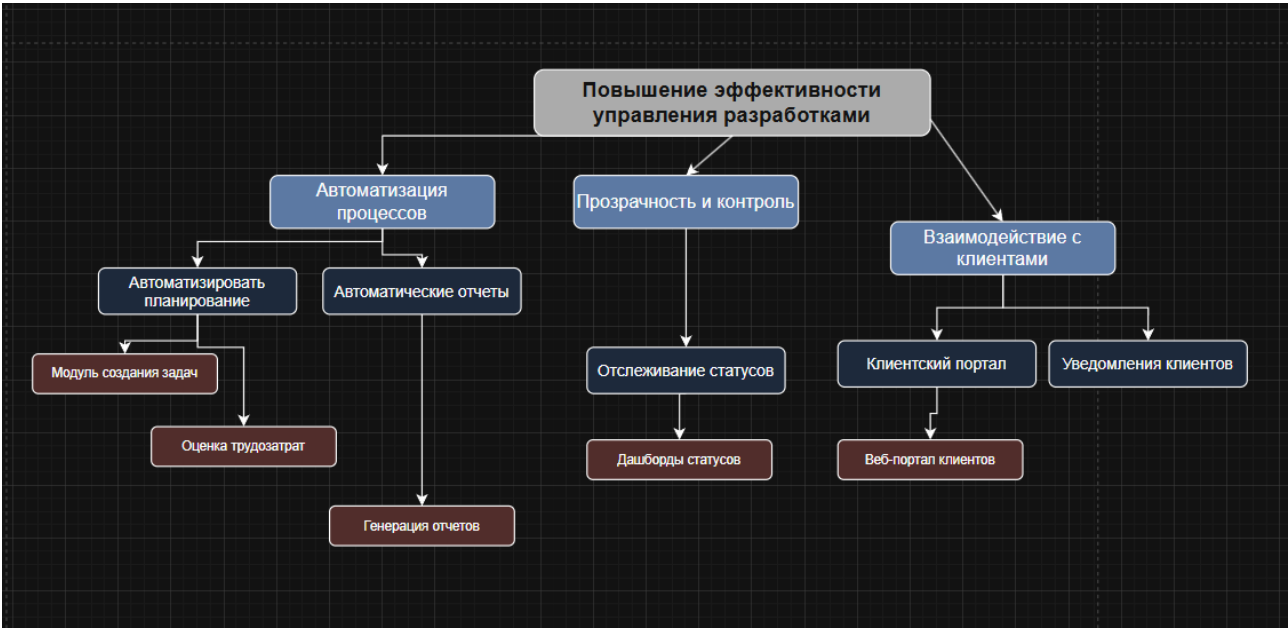 Повышение эффективности
управления разработками
Автоматизация
процессов
Прозрачность и контроль
Взаимодействие с
клиентами
Автоматизировать
планирование
Автоматические отчеты
Отслеживание статусов
Клиентский портал
Уведомления клиентов
Модуль создания задач
Оценка трудозатрат
Дашборды статусов
Веб-портал клиентов
Генерация отчетов